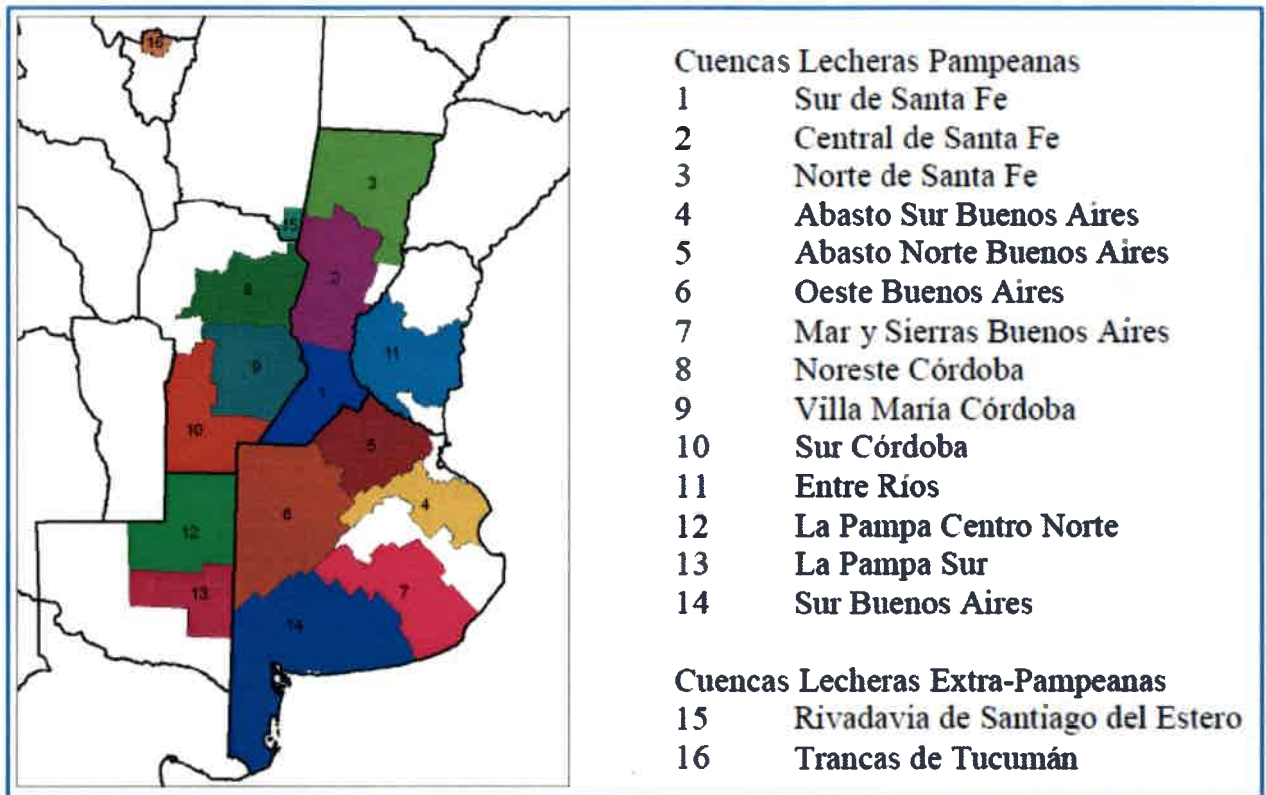 16
3
15
2
8
11
9
1
10
5
4
6
12
7
13
14
Cuencas Lecheras Pampeanas
1 Sur de Santa Fe
2 Central de Santa Fe
3 Norte de Santa Fe
4 Abasto Sur Buenos Aires
5 Abasto Norte Buenos Aires
6 Oeste Buenos Aires
7 Mar y Sierras Buenos Aires
8 Noreste Córdoba
9 Villa María Córdoba
10 Sur Córdoba
11 Entre Ríos
12 La Pampa Centro Norte
13 La Pampa Sur
14 Sur Buenos Aires
Cuencas Lecheras Extra-Pampeanas
15 Rivadavia de Santiago del Estero
16 Trancas de Tucumán